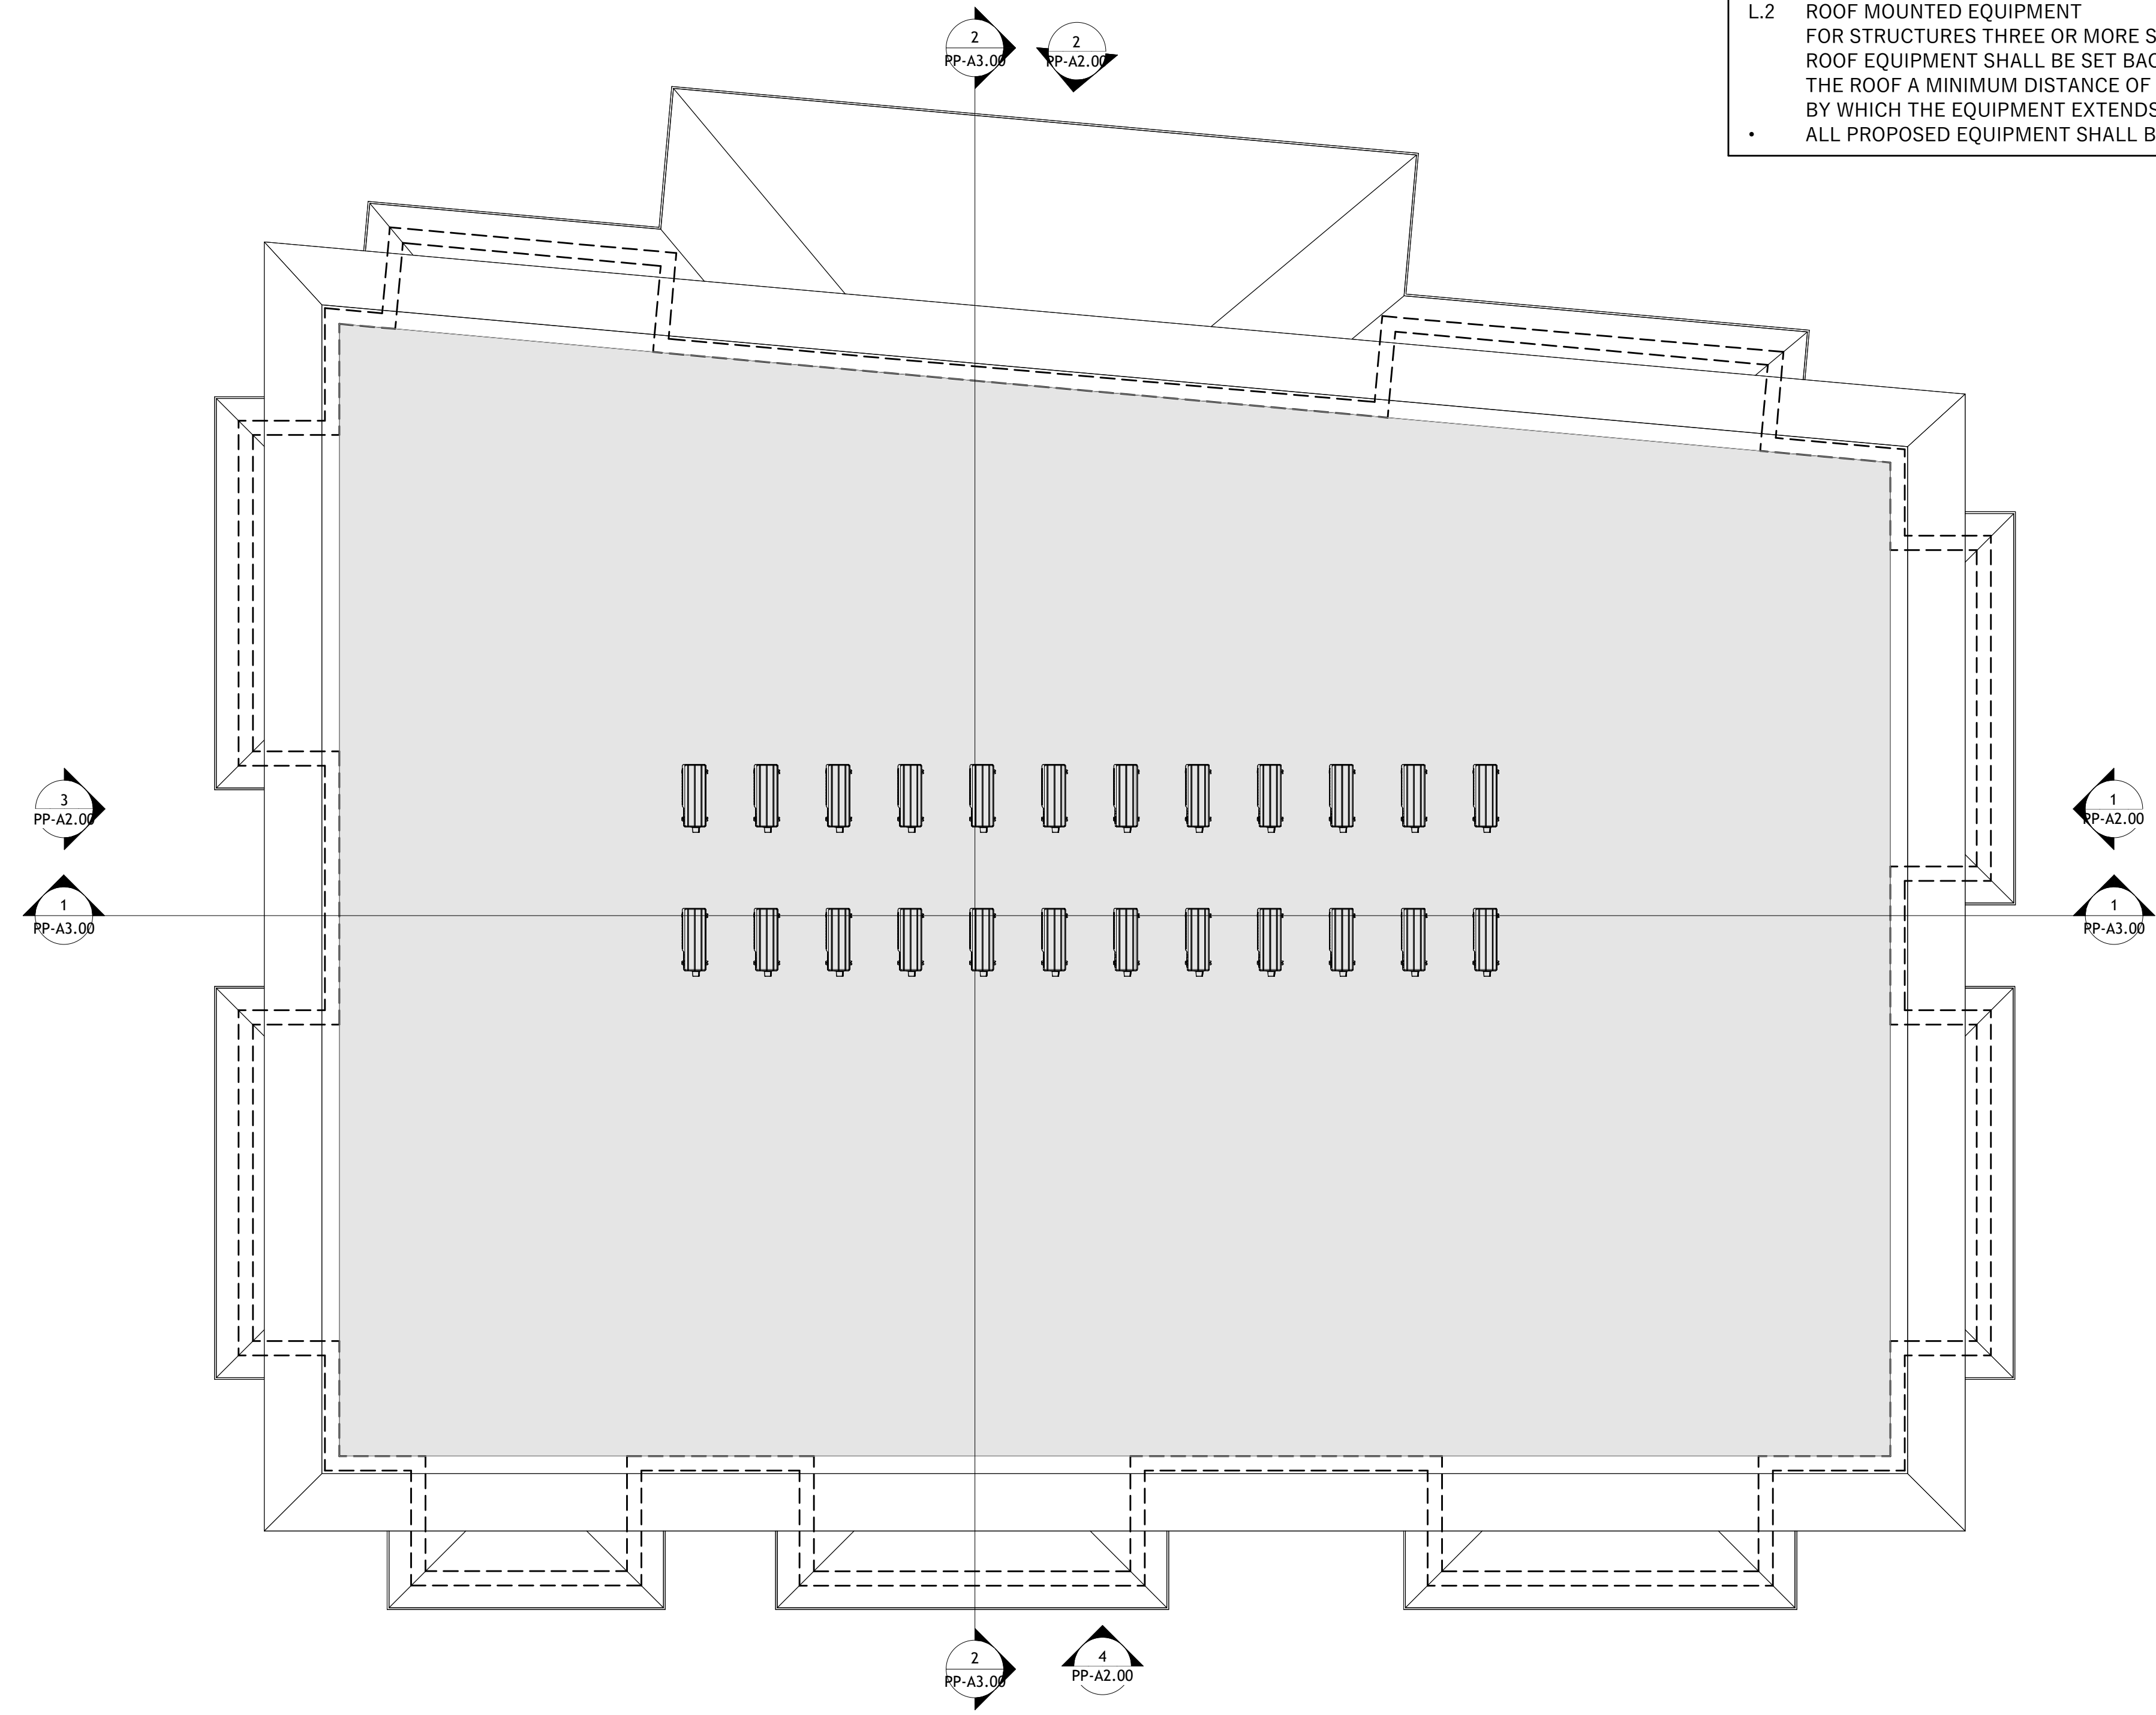 L.2 ROOF MOUNTED EQUIPMENT
FOR STRUCTURES THREE OR MORE
ROOF EQUIPMENT SHALL BE SET
THE ROOF A MINIMUM DISTANCE OF
BY WHICH THE EQUIPMENT EXTENDS
• ALL PROPOSED EQUIPMENT SHALL
2
PP-A3.00
2
PP-A2.00
3
PP-A2.00
1
PP-A3.00
1
PP-A2.00
1
PP-A3.00
2
PP-A3.00
4
PP-A2.00